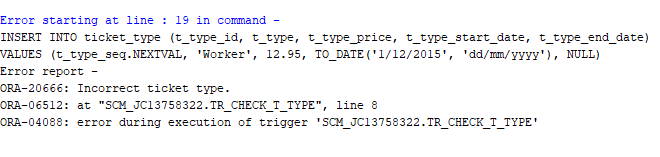 Error starting at line : 19 in command -
INSERT INTO ticket_type (t_type_id, t_type, t_type_price, t_type_start_date, t_type_end_date)
VALUES (t_type_seq.NEXTVAL, 'Worker', 12.95, TO_DATE('1/12/2015', 'dd/mm/yyyy'), NULL)
Error report -
ORA-20666: Incorrect ticket type.
ORA-06512: at "SCM_JC13758322.TR_CHECK_T_TYPE", line 8
ORA-04088: error during execution of trigger 'SCM_JC13758322.TR_CHECK_T_TYPE'